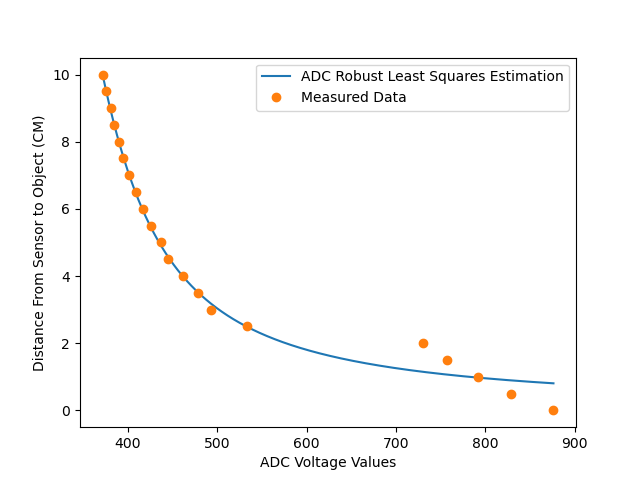 ADC Robust Least Squares Estimation
Measured Data
Distance From Sensor to Object (CM)
10
8
6
4
2
0
400 500 600 700 800 900
ADC Voltage Values